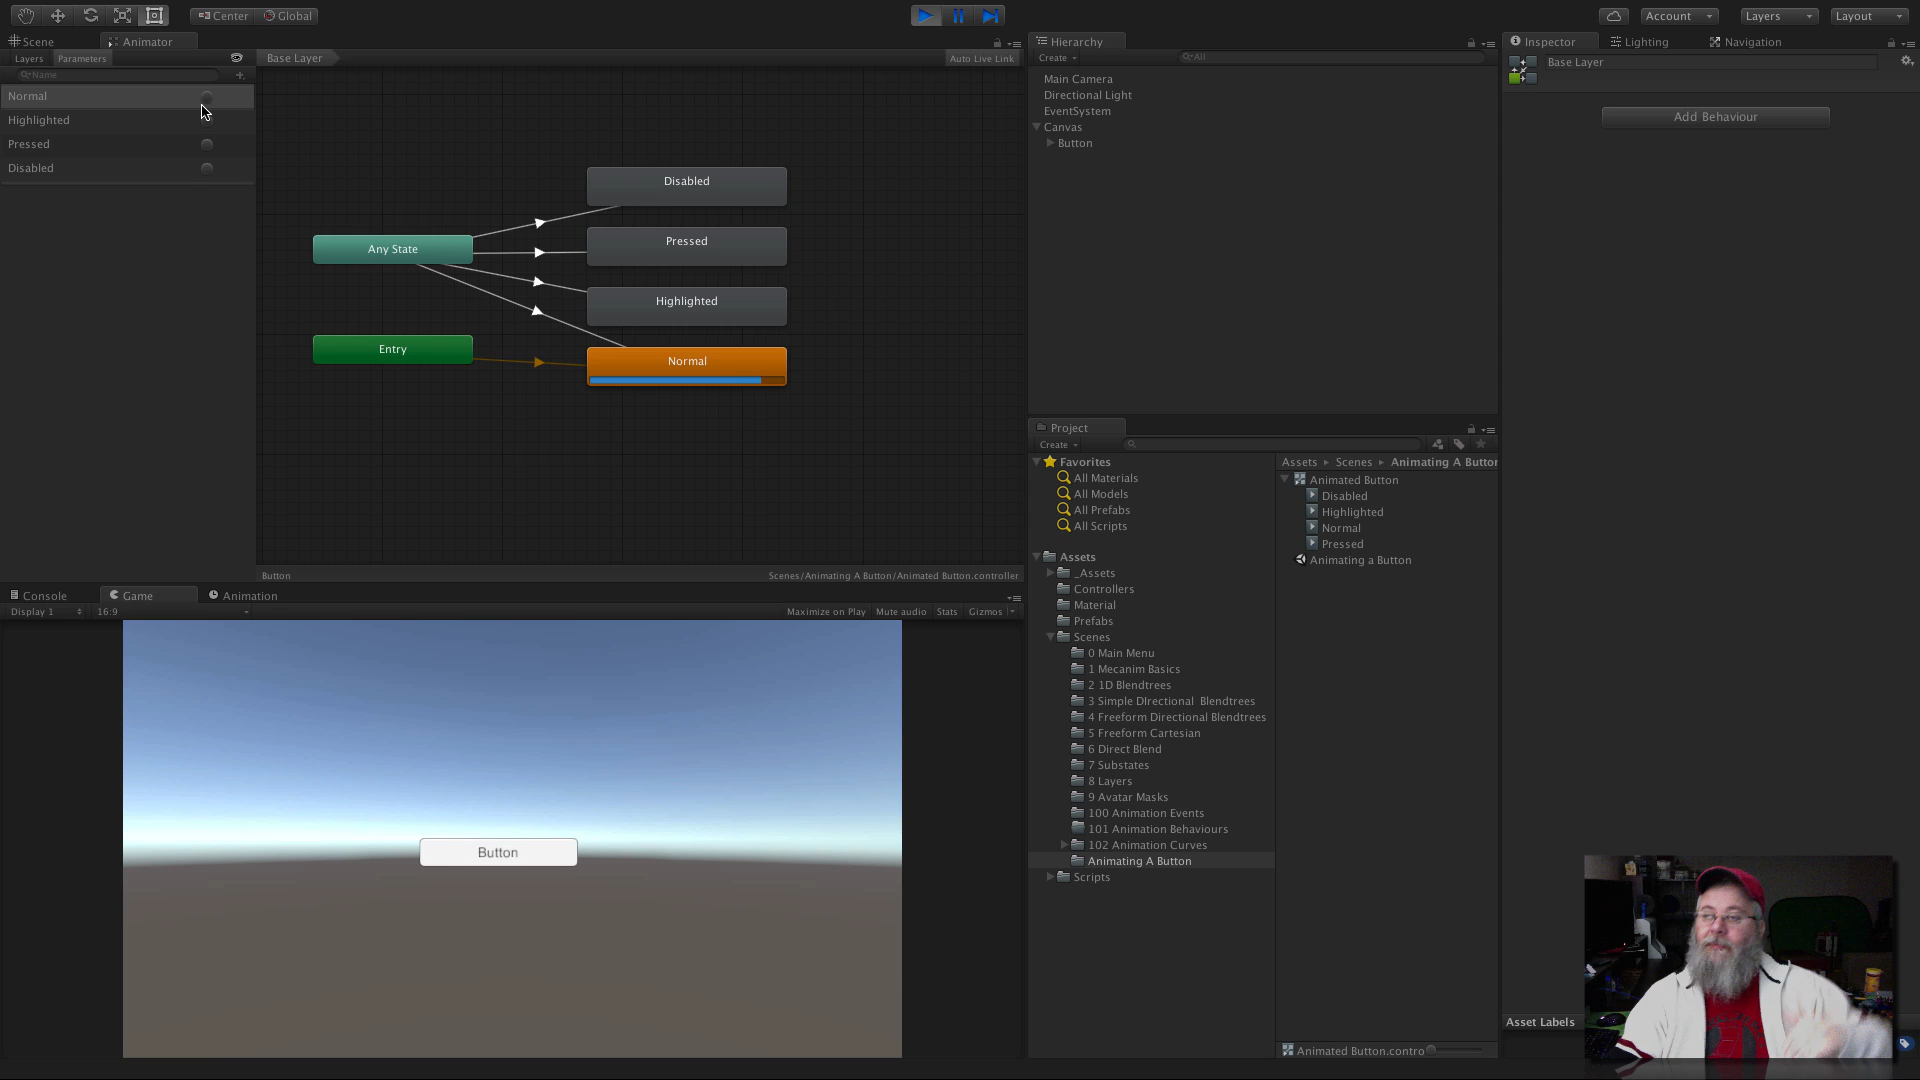 Center Global
Account Layers Layout
Scene Animator
Layers Parameters
Name
Normal
Highlighted
Pressed
Disabled
Base Layer Auto Live Link
Disabled
Pressed
Any State
Highlighted
Entry
Normal
Button Scenes/Animating A Button/Animated Button.controller
Console Game Animation
Display 1 16:9 Maximize on Play Mute audio Stats Gizmos
Button
Hierarchy
Create All
Main Camera
Directional Light
EventSystem
Canvas
Button
Project
Create
Favorites
All Materials
All Models
All Prefabs
All Scripts
Assets
_Assets
Controllers
Material
Prefabs
Scenes
0 Main Menu
1 Mecanim Basics
2 1D Blendtrees
3 Simple DIrectional  Blendtrees
4 Freeform Directional Blendtrees
5 Freeform Cartesian
6 Direct Blend
7 Substates
8 Layers
9 Avatar Masks
100 Animation Events
101 Animation Behaviours
102 Animation Curves
Animating A Button
Scripts
Assets Scenes Animating A Button
Animated Button
Disabled
Highlighted
Normal
Pressed
Animating a Button
Animated Button.contro
Inspector Lighting Navigation
Base Layer
Add Behaviour
Asset Labels